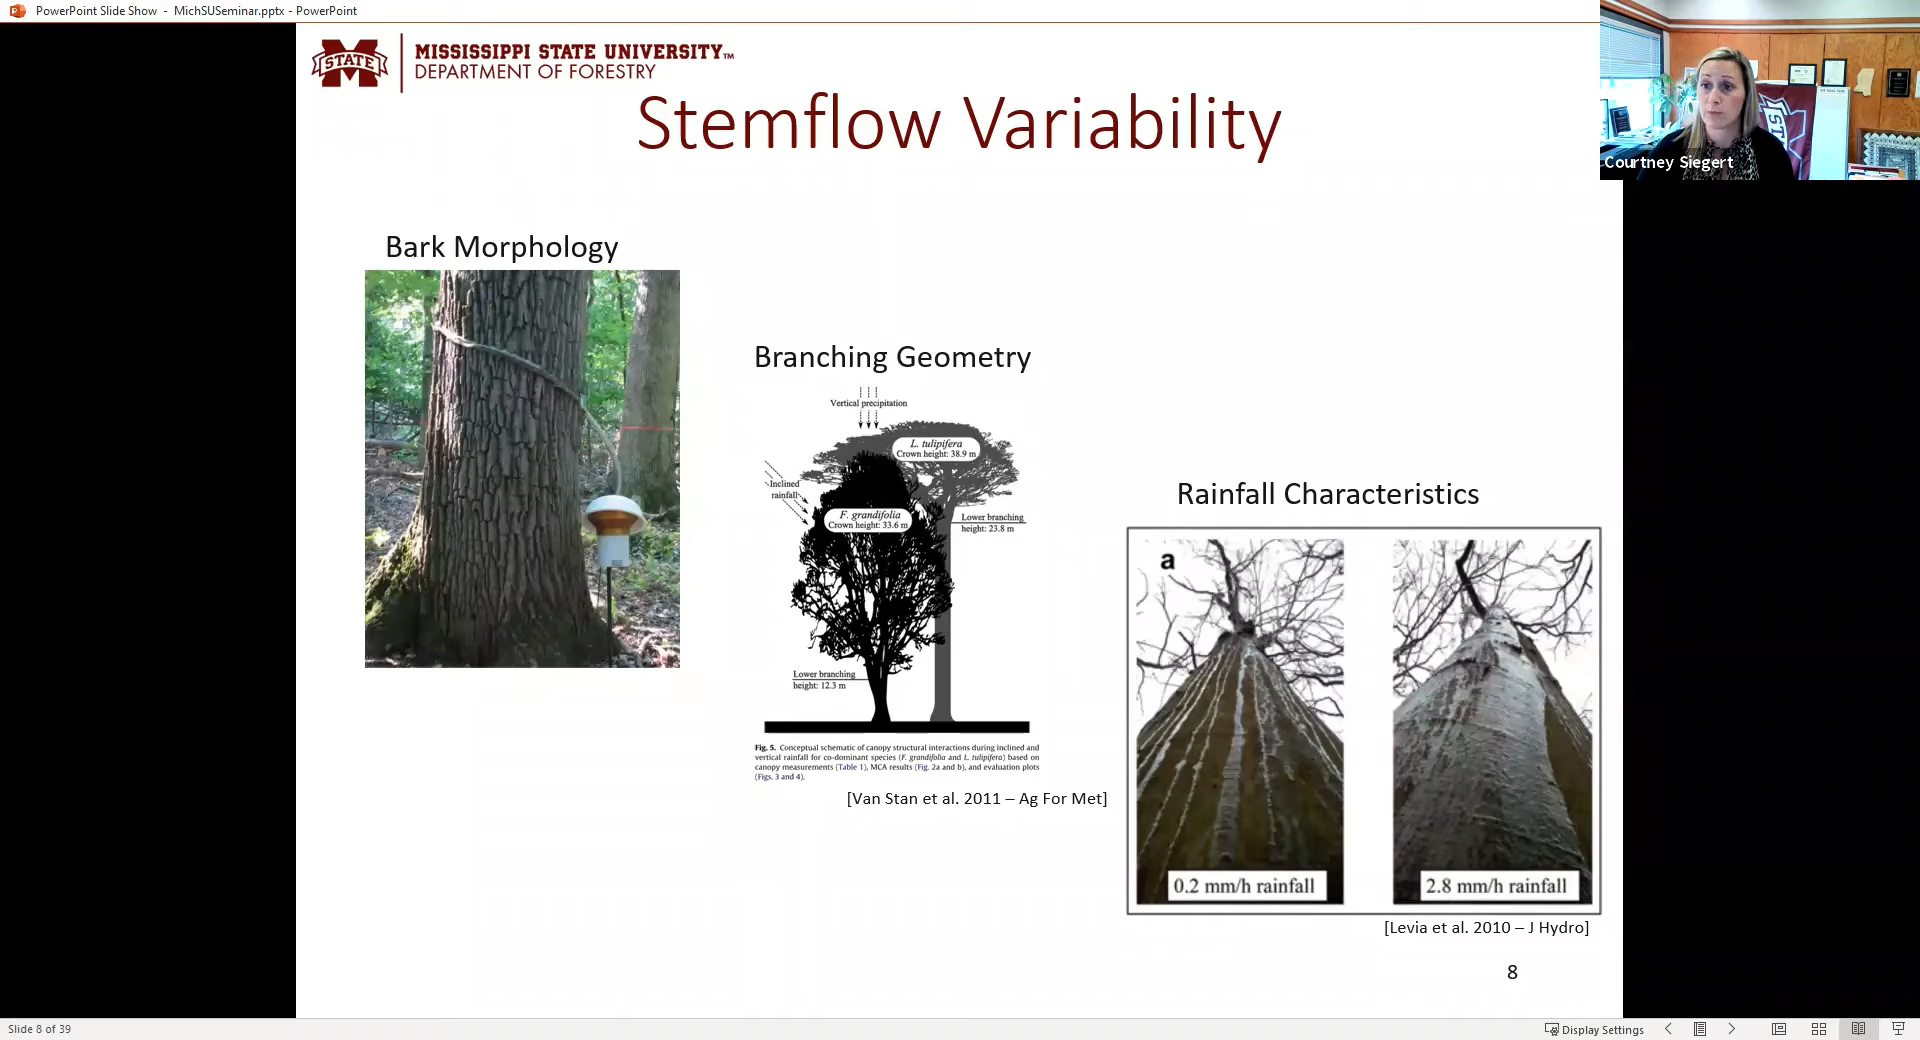 PowerPoint Slide Show - MichSUSeminar.pptx - PowerPoint
STATE
MISSISSIPPI STATE UNIVERSITY™
DEPARTMENT OF FORESTRY
Stemflow Variability
Courtney Siegert
Bark Morphology
Branching Geometry
Vertical precipitation
L. tulipifera
Crown height: 38.9 m
Inclined
rainfall
F. grandifolia
Crown height: 33.6 m
Lower branching
height: 23.8 m
Lower branching
height: 12.3 m
Fig. 5. Conceptual schematic of canopy structural interactions during inclined and
vertical rainfall for co-dominant species (F. grandifolia and L. tulipifera) based on
canopy measurements (Table 1), MCA results (Fig. 2a and b), and evaluation plots
(Figs. 3 and 4).
[Van Stan et al. 2011 – Ag For Met]
Rainfall Characteristics
a
0.2 mm/h rainfall
2.8 mm/h rainfall
[Levia et al. 2010 – J Hydro]
8
Slide 8 of 39
Display Settings